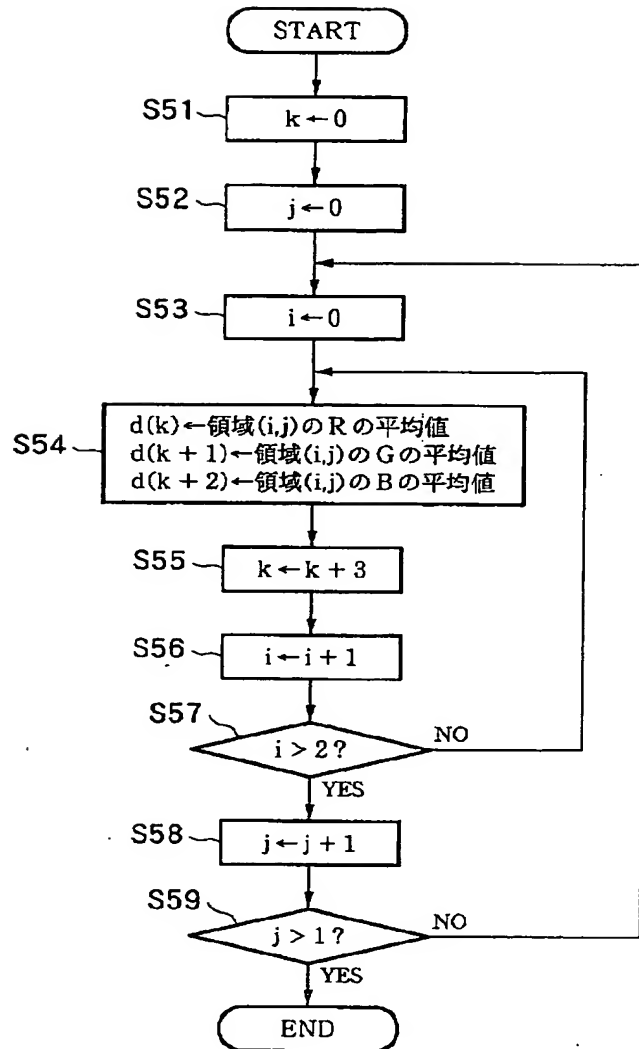 START
S51
k←0
S52
j←0
S53
i←0
S54
d(k)←領域(i,j)のRの平均値
d(k+1)←領域(i,j)のGの平均値
d(k+2)←領域(i,j)のBの平均値
S55
k←k+3
S56
i←i+1
S57
i>2?
NO
YES
S58
j←j+1
S59
j>1?
NO
YES
END